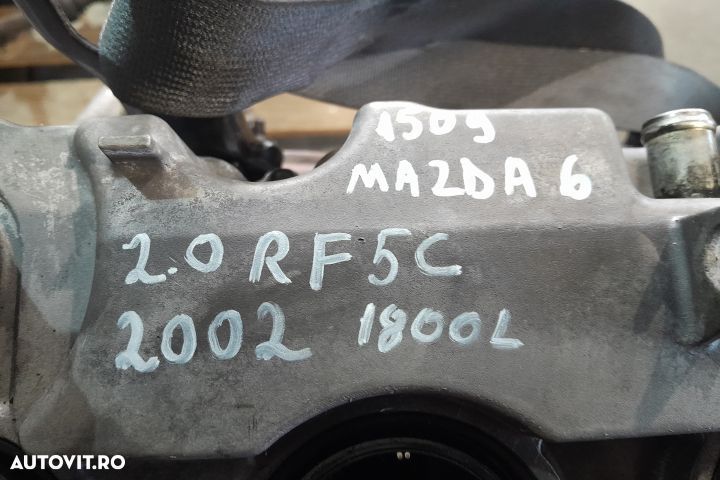 1509
MAZDA 6
2.0 RF5C
2002 1800L
AUTOVIT.RO